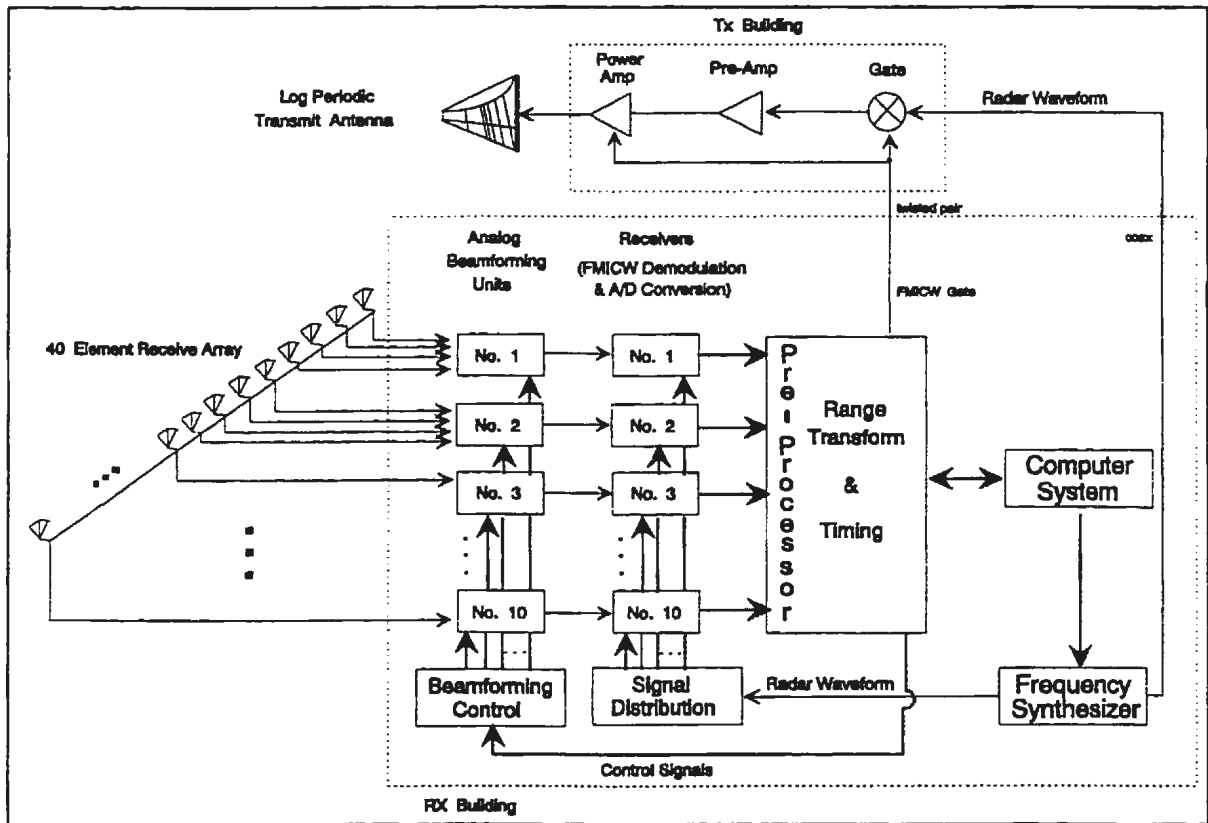 Tx Building
Power
Amp
Pre-Amp
Gate
Log Periodic
Transmit Antenna
Radar Waveform
twisted pair
coax
Analog
Beamforming
Units
Receivers
(FMICW Demodulation
& A/D Conversion)
FMICW Gate
40 Element Receive Array
No. 1
No. 1
No. 2
No. 2
No. 3
No. 3
No. 10
No. 10
Pre-Processor
Range
Transform
&
Timing
Computer
System
Beamforming
Control
Signal
Distribution
Radar Waveform
Frequency
Synthesizer
Control Signals
RX Building